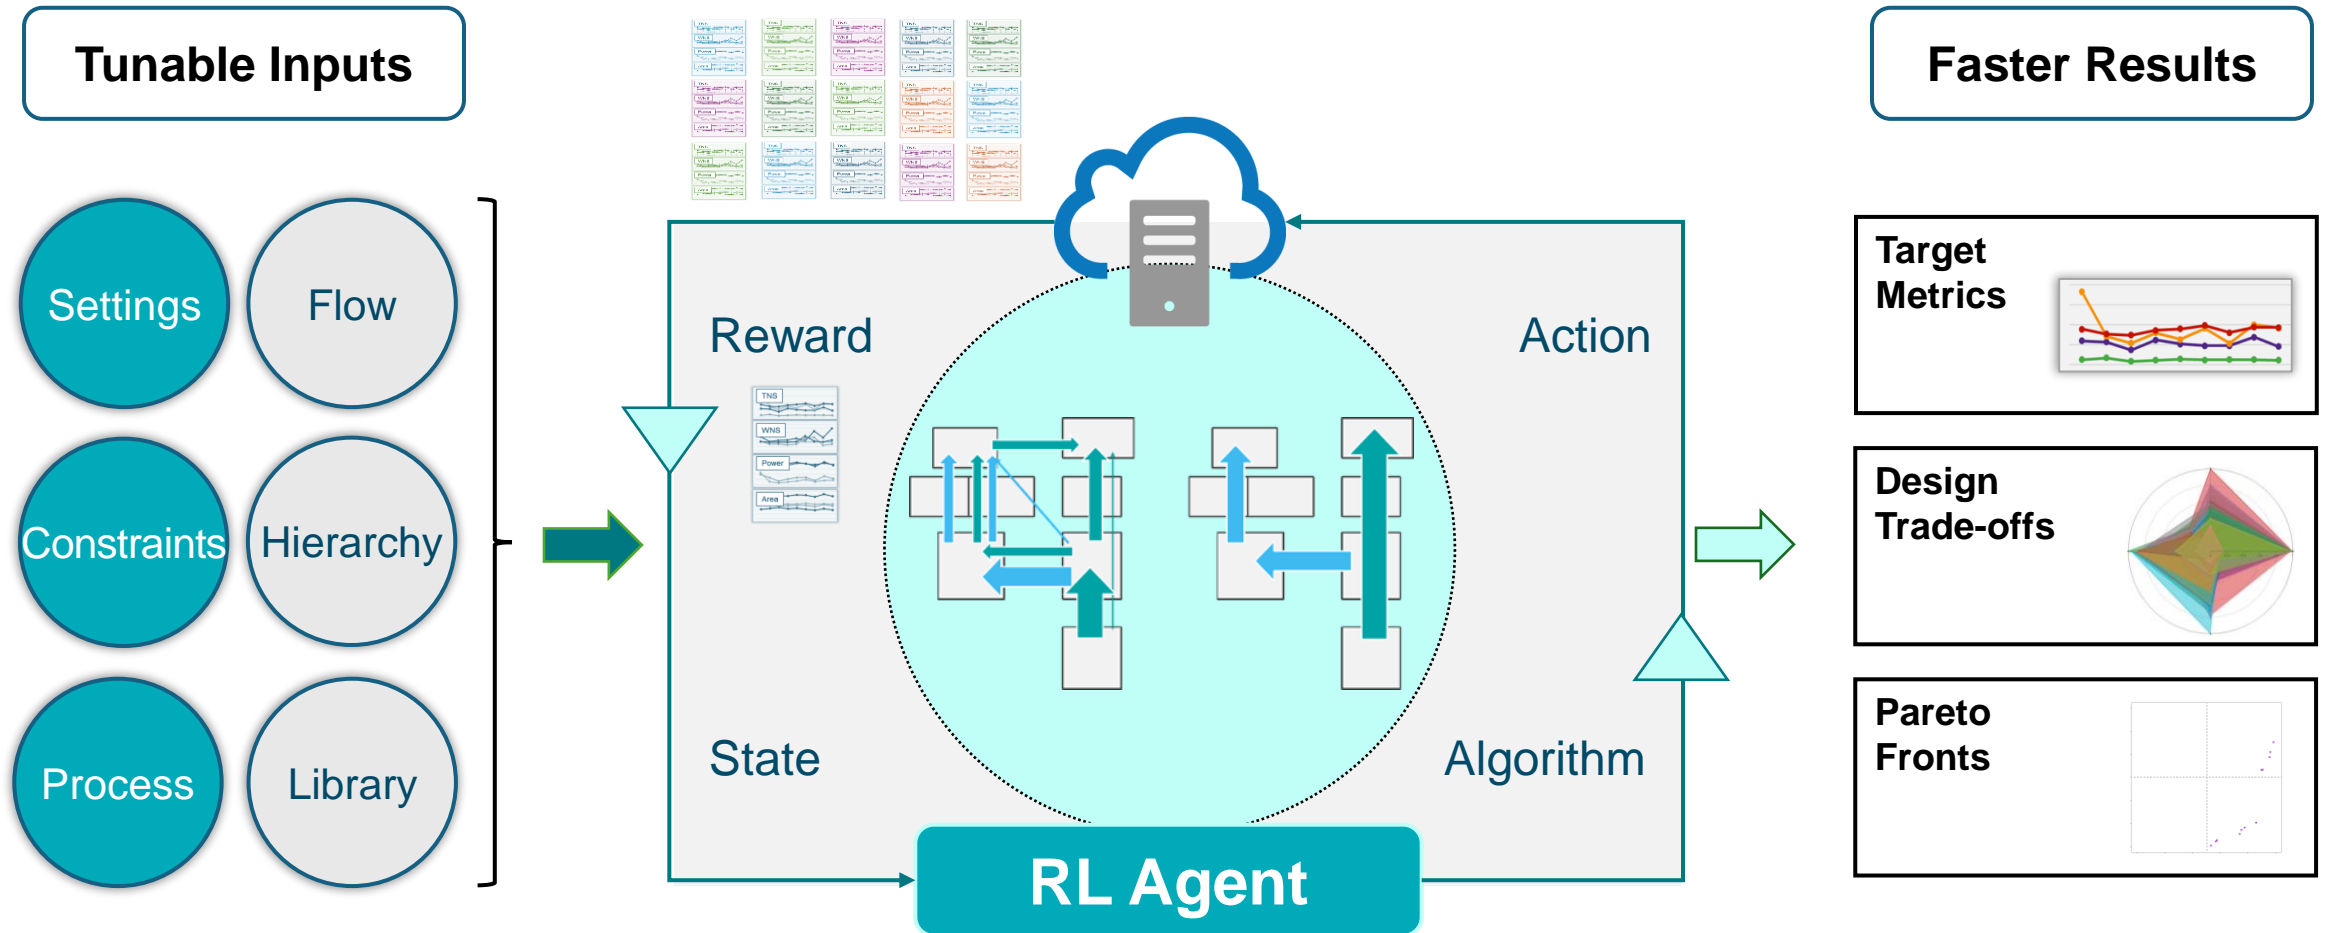 Tunable Inputs
Faster Results
Settings
Flow
Constraints
Hierarchy
Process
Library
Reward
Action
TNS
WNS
Power
Area
State
Algorithm
RL Agent
Target
Metrics
Design
Trade-offs
Pareto
Fronts